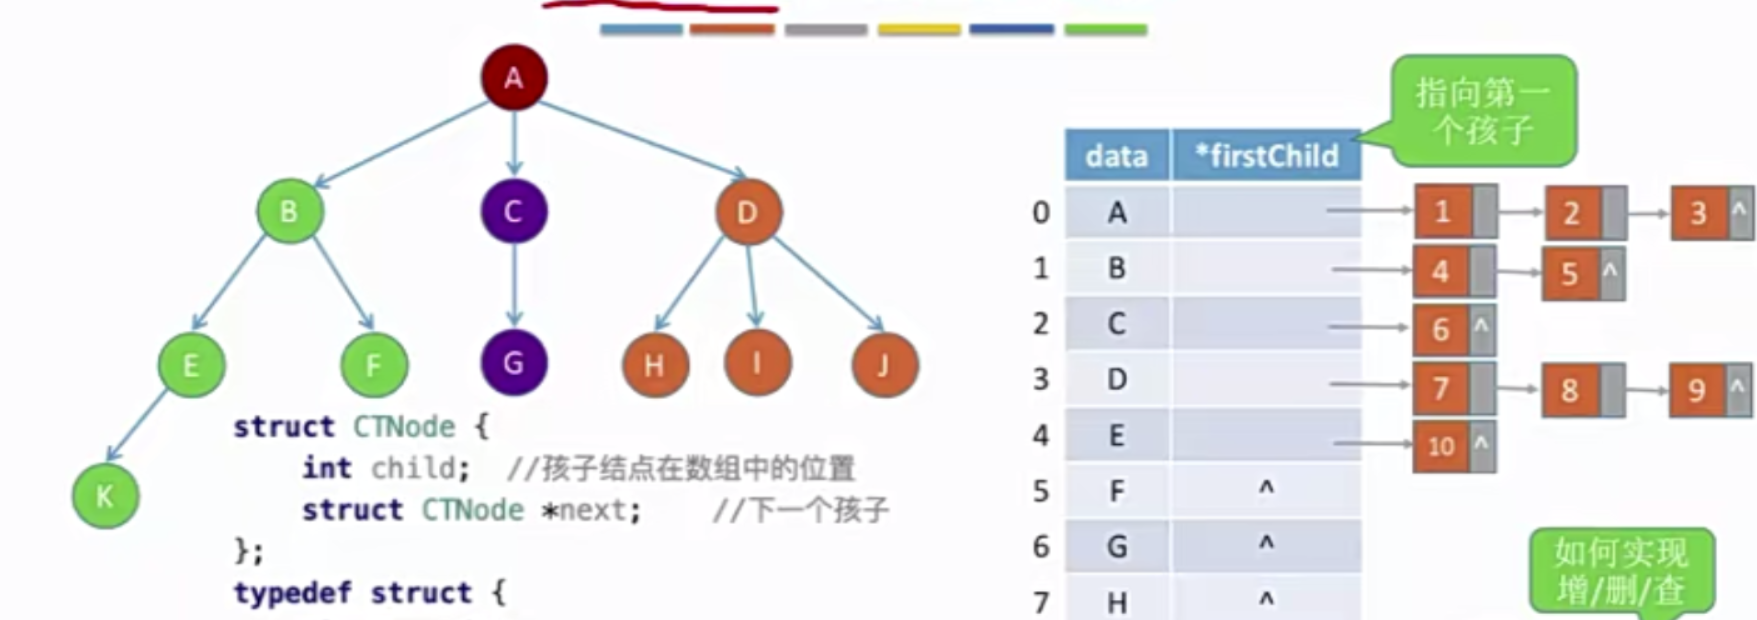 A
B
C
D
E
F
G
H
I
J
K
struct CTNode {
int child; //孩子结点在数组中的位置
struct CTNode *next; //下一个孩子
};
typedef struct {
指向第一
个孩子
data *firstChild
0 A 1 2 3 ^
1 B 4 5 ^
2 C 6 ^
3 D 7 8 9 ^
4 E 10 ^
5 F ^
6 G ^
7 H ^
如何实现
增/删/查